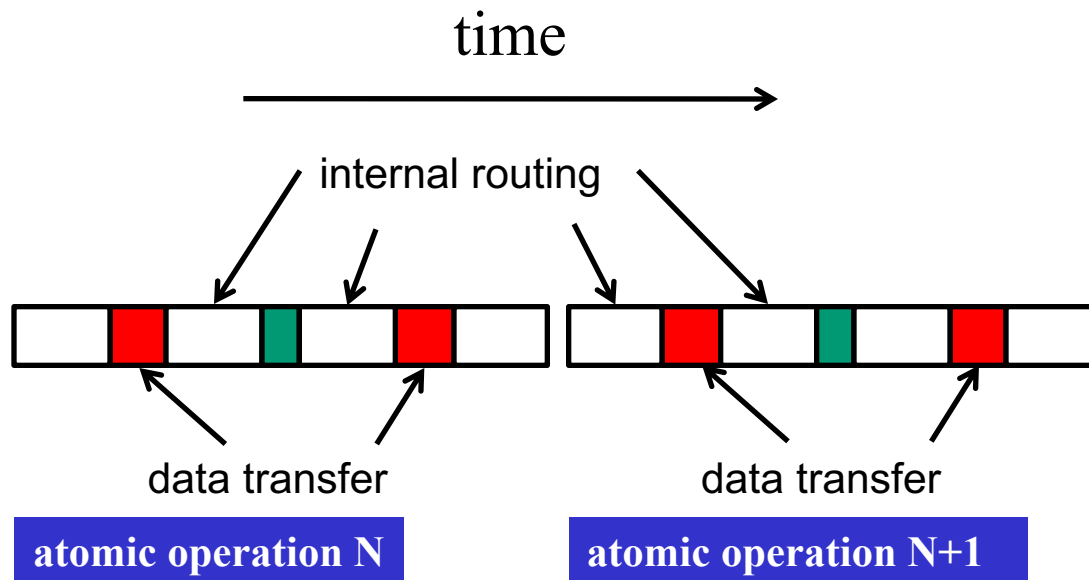 time
internal routing
data transfer
data transfer
atomic operation N
atomic operation N+1